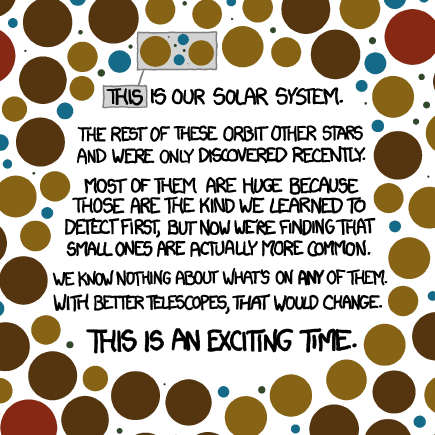 THIS IS OUR SOLAR SYSTEM.
THE REST OF THESE ORBIT OTHER STARS
AND WERE ONLY DISCOVERED RECENTLY.
MOST OF THEM ARE HUGE BECAUSE
THOSE ARE THE KIND WE LEARNED TO
DETECT FIRST, BUT NOW WE'RE FINDING THAT
SMALL ONES ARE ACTUALLY MORE COMMON.
WE KNOW NOTHING ABOUT WHAT'S ON ANY OF THEM.
WITH BETTER TELESCOPES, THAT WOULD CHANGE.
THIS IS AN EXCITING TIME.